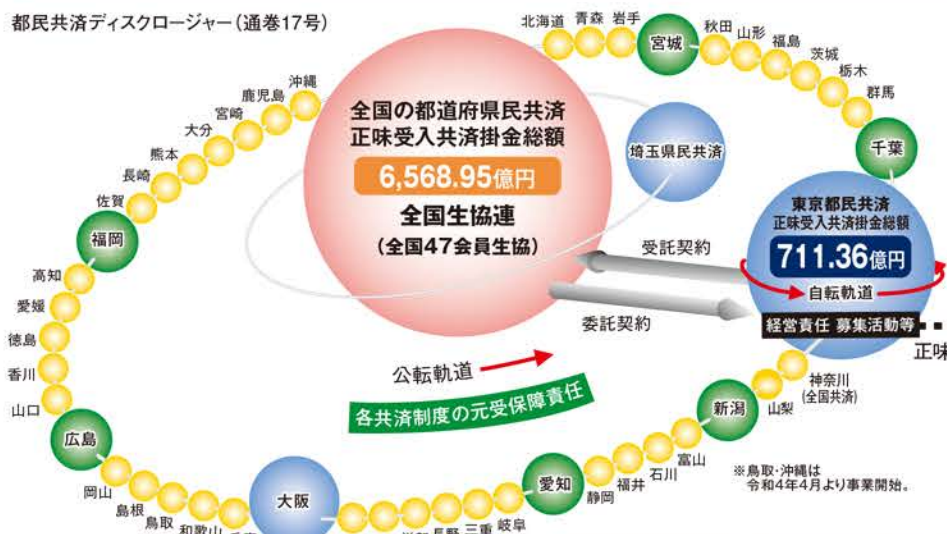 都民共済ディスクロージャー（通巻17号）
北海道
青森
岩手
宮城
秋田
山形
福島
茨城
栃木
群馬
千葉
沖縄
鹿児島
宮崎
大分
熊本
長崎
佐賀
福岡
高知
愛媛
徳島
香川
山口
広島
岡山
島根
鳥取
和歌山
大阪
長野
三重
岐阜
愛知
静岡
福井
石川
富山
新潟
山梨
神奈川
（全国共済）
全国の都道府県民共済
正味受入共済掛金総額
6,568.95億円
全国生協連
（全国47会員生協）
埼玉県民共済
東京都民共済
正味受入共済掛金総額
711.36億円
自転軌道
経営責任 募集活動等
正味
受託契約
委託契約
公転軌道
各共済制度の元受保障責任
※鳥取・沖縄は
令和4年4月より事業開始。